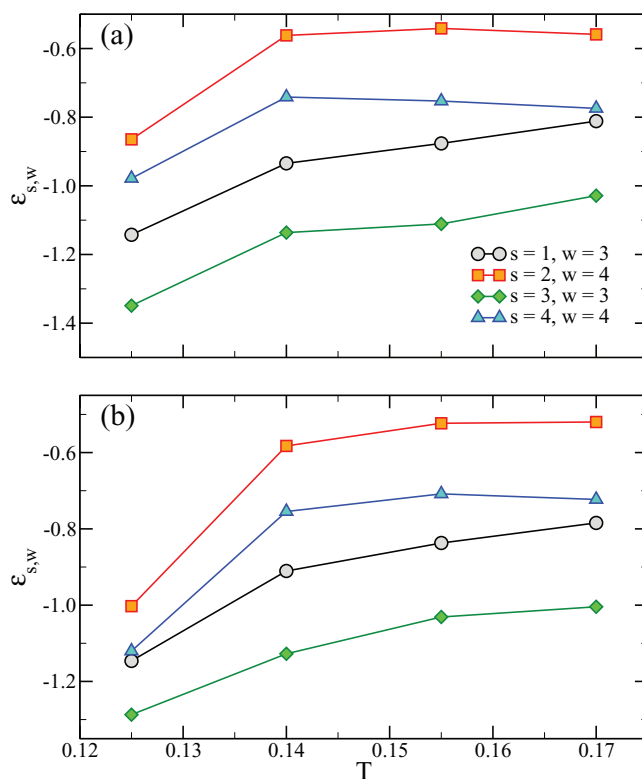 (a)
-0.6
-0.8
-1.0
-1.2
-1.4
εs,w
s = 1, w = 3
s = 2, w = 4
s = 3, w = 3
s = 4, w = 4
(b)
-0.6
-0.8
-1.0
-1.2
εs,w
0.12 0.13 0.14 0.15 0.16 0.17
T